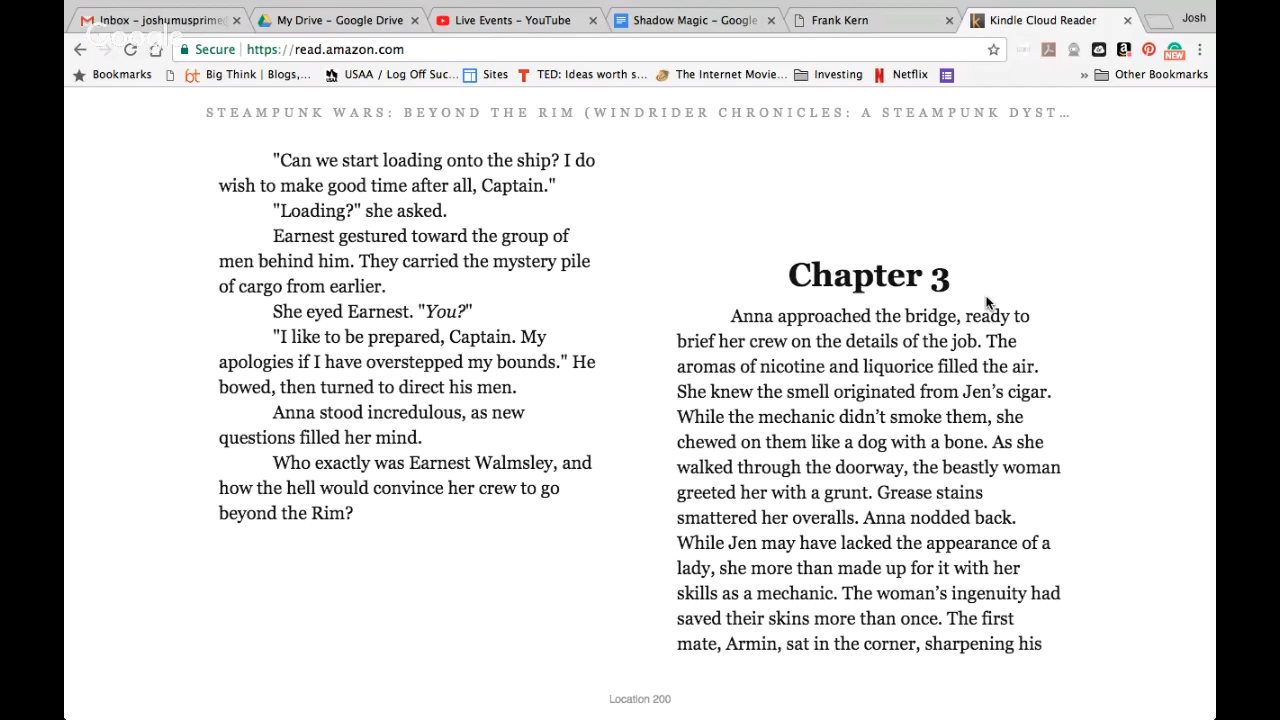 Inbox – joshumusprime@
My Drive – Google Drive
Live Events – YouTube
Shadow Magic – Google
Frank Kern
Kindle Cloud Reader
Josh
Google
Secure
https://read.amazon.com
NEW
Bookmarks
Big Think | Blogs,...
USAA / Log Off Suc...
Sites
TED: Ideas worth s...
The Internet Movie...
Investing
Netflix
»
Other Bookmarks
STEAMPUNK WARS: BEYOND THE RIM (WINDRIDER CHRONICLES: A STEAMPUNK DYST…
"Can we start loading onto the ship? I do
wish to make good time after all, Captain."
"Loading?" she asked.
Earnest gestured toward the group of
men behind him. They carried the mystery pile
of cargo from earlier.
She eyed Earnest. "You?"
"I like to be prepared, Captain. My
apologies if I have overstepped my bounds." He
bowed, then turned to direct his men.
Anna stood incredulous, as new
questions filled her mind.
Who exactly was Earnest Walmsley, and
how the hell would convince her crew to go
beyond the Rim?
Chapter 3
Anna approached the bridge, ready to
brief her crew on the details of the job. The
aromas of nicotine and liquorice filled the air.
She knew the smell originated from Jen’s cigar.
While the mechanic didn’t smoke them, she
chewed on them like a dog with a bone. As she
walked through the doorway, the beastly woman
greeted her with a grunt. Grease stains
smattered her overalls. Anna nodded back.
While Jen may have lacked the appearance of a
lady, she more than made up for it with her
skills as a mechanic. The woman’s ingenuity had
saved their skins more than once. The first
mate, Armin, sat in the corner, sharpening his
Location 200